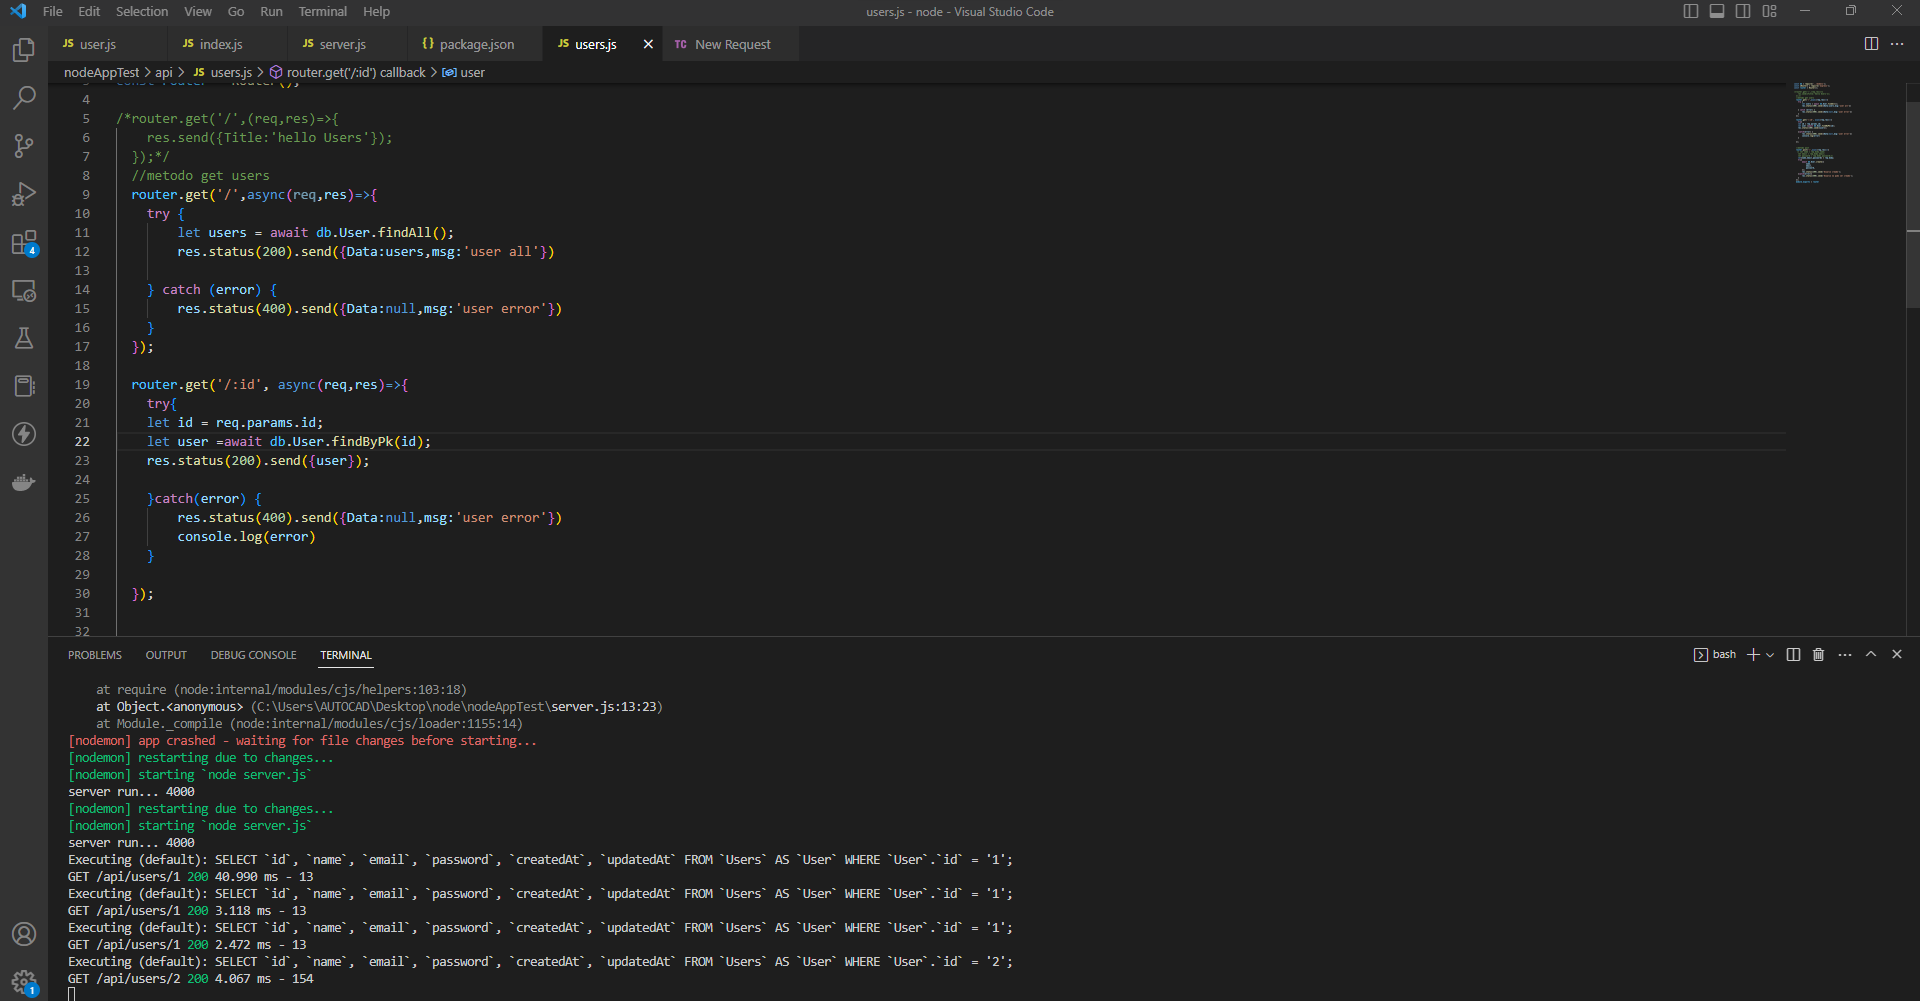 File Edit Selection View Go Run Terminal Help
users.js - node - Visual Studio Code
JS user.js
JS index.js
JS server.js
{} package.json
JS users.js
TC New Request
nodeAppTest > api > JS users.js > router.get('/:id') callback > user
4
5 /*router.get('/',(req,res)=>{
6 res.send({Title:'hello Users'});
7 });*/
8 //metodo get users
9 router.get('/',async(req,res)=>{
10 try {
11 let users = await db.User.findAll();
12 res.status(200).send({Data:users,msg:'user all'})
13
14 } catch (error) {
15 res.status(400).send({Data:null,msg:'user error'})
16 }
17 });
18
19 router.get('/:id', async(req,res)=>{
20 try{
21 let id = req.params.id;
22 let user =await db.User.findByPk(id);
23 res.status(200).send({user});
24
25 }catch(error) {
26 res.status(400).send({Data:null,msg:'user error'})
27 console.log(error)
28 }
29
30 });
31
32
4
1
PROBLEMS OUTPUT DEBUG CONSOLE TERMINAL
bash
at require (node:internal/modules/cjs/helpers:103:18)
at Object.<anonymous> (C:\Users\AUTOCAD\Desktop\node\nodeAppTest\server.js:13:23)
at Module._compile (node:internal/modules/cjs/loader:1155:14)
[nodemon] app crashed - waiting for file changes before starting...
[nodemon] restarting due to changes...
[nodemon] starting `node server.js`
server run... 4000
[nodemon] restarting due to changes...
[nodemon] starting `node server.js`
server run... 4000
Executing (default): SELECT `id`, `name`, `email`, `password`, `createdAt`, `updatedAt` FROM `Users` AS `User` WHERE `User`.`id` = '1';
GET /api/users/1 200 40.990 ms - 13
Executing (default): SELECT `id`, `name`, `email`, `password`, `createdAt`, `updatedAt` FROM `Users` AS `User` WHERE `User`.`id` = '1';
GET /api/users/1 200 3.118 ms - 13
Executing (default): SELECT `id`, `name`, `email`, `password`, `createdAt`, `updatedAt` FROM `Users` AS `User` WHERE `User`.`id` = '1';
GET /api/users/1 200 2.472 ms - 13
Executing (default): SELECT `id`, `name`, `email`, `password`, `createdAt`, `updatedAt` FROM `Users` AS `User` WHERE `User`.`id` = '2';
GET /api/users/2 200 4.067 ms - 154